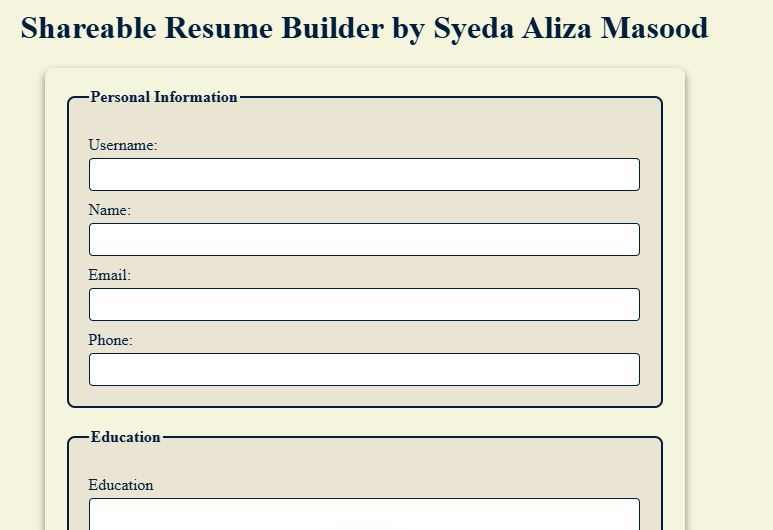 Shareable Resume Builder by Syeda Aliza Masood
Personal Information
Username:
Name:
Email:
Phone:
Education
Education